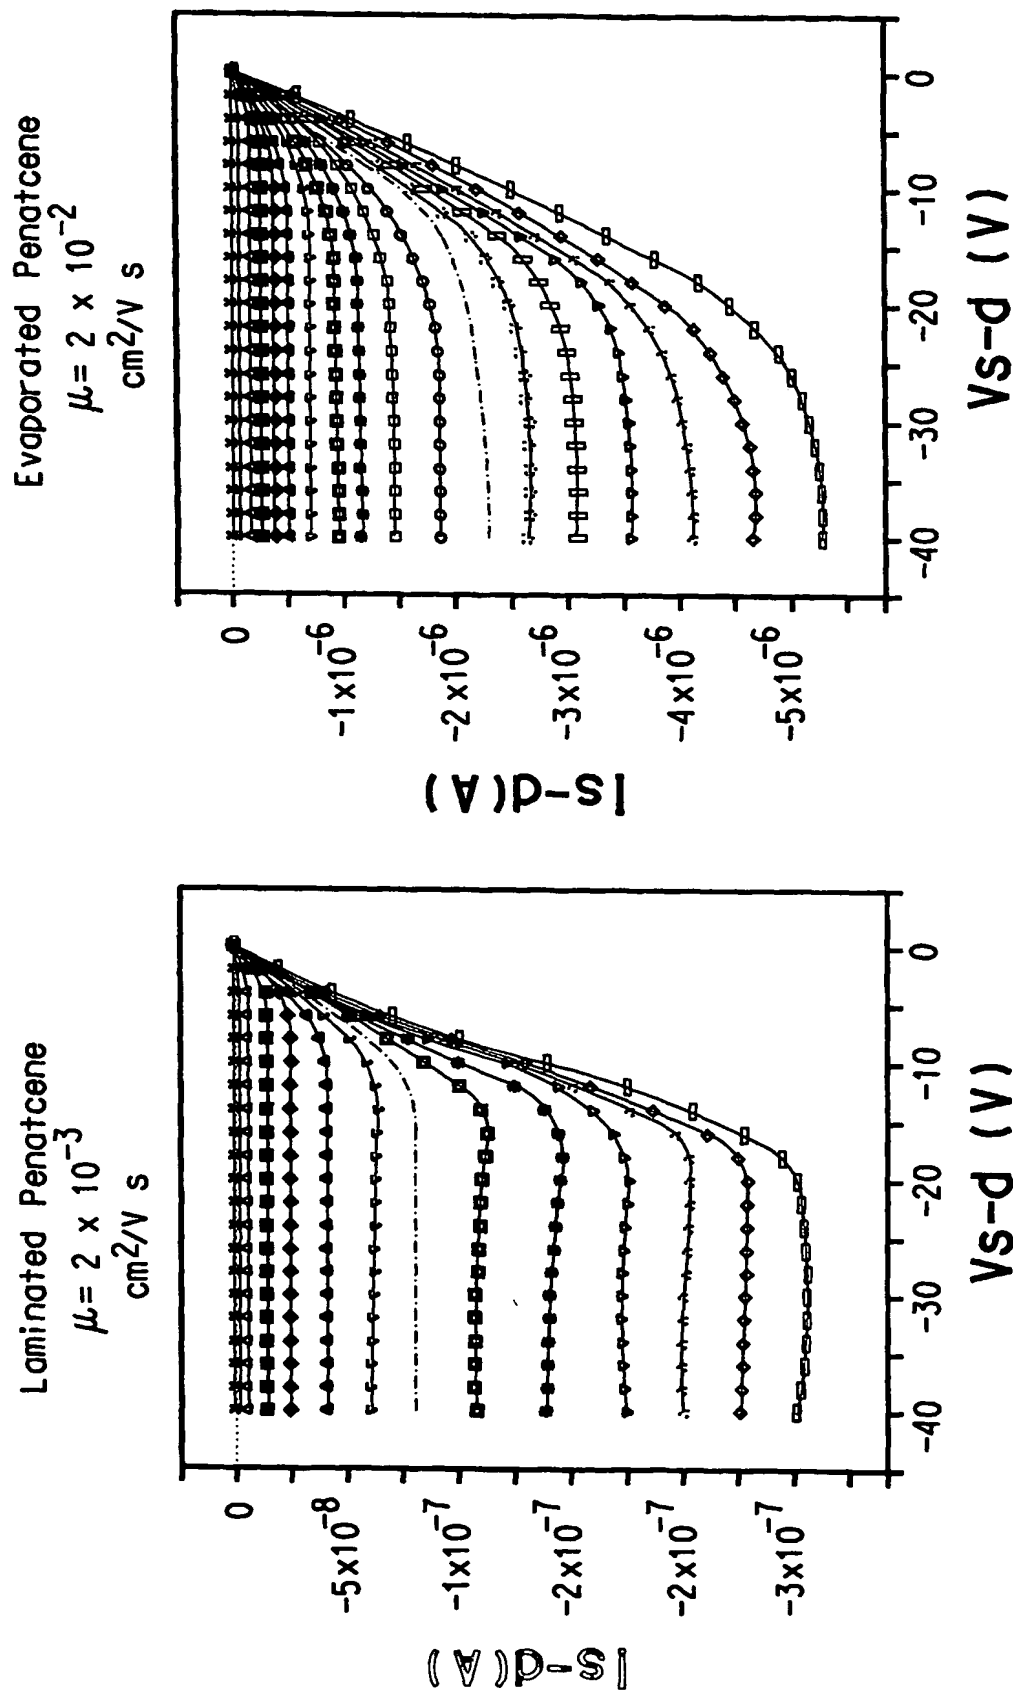 Laminated Penatcene
μ= 2 x 10⁻³
cm²/V s
0
-5x10⁻⁸
-1x10⁻⁷
-2x10⁻⁷
-2x10⁻⁷
-3x10⁻⁷
Is-d(A)
-40
-30
-20
-10
0
Vs-d (V)
Evaporated Penatcene
μ= 2 x 10⁻²
cm²/V s
0
-1x10⁻⁶
-2x10⁻⁶
-3x10⁻⁶
-4x10⁻⁶
-5x10⁻⁶
Is-d(A)
-40
-30
-20
-10
0
Vs-d (V)